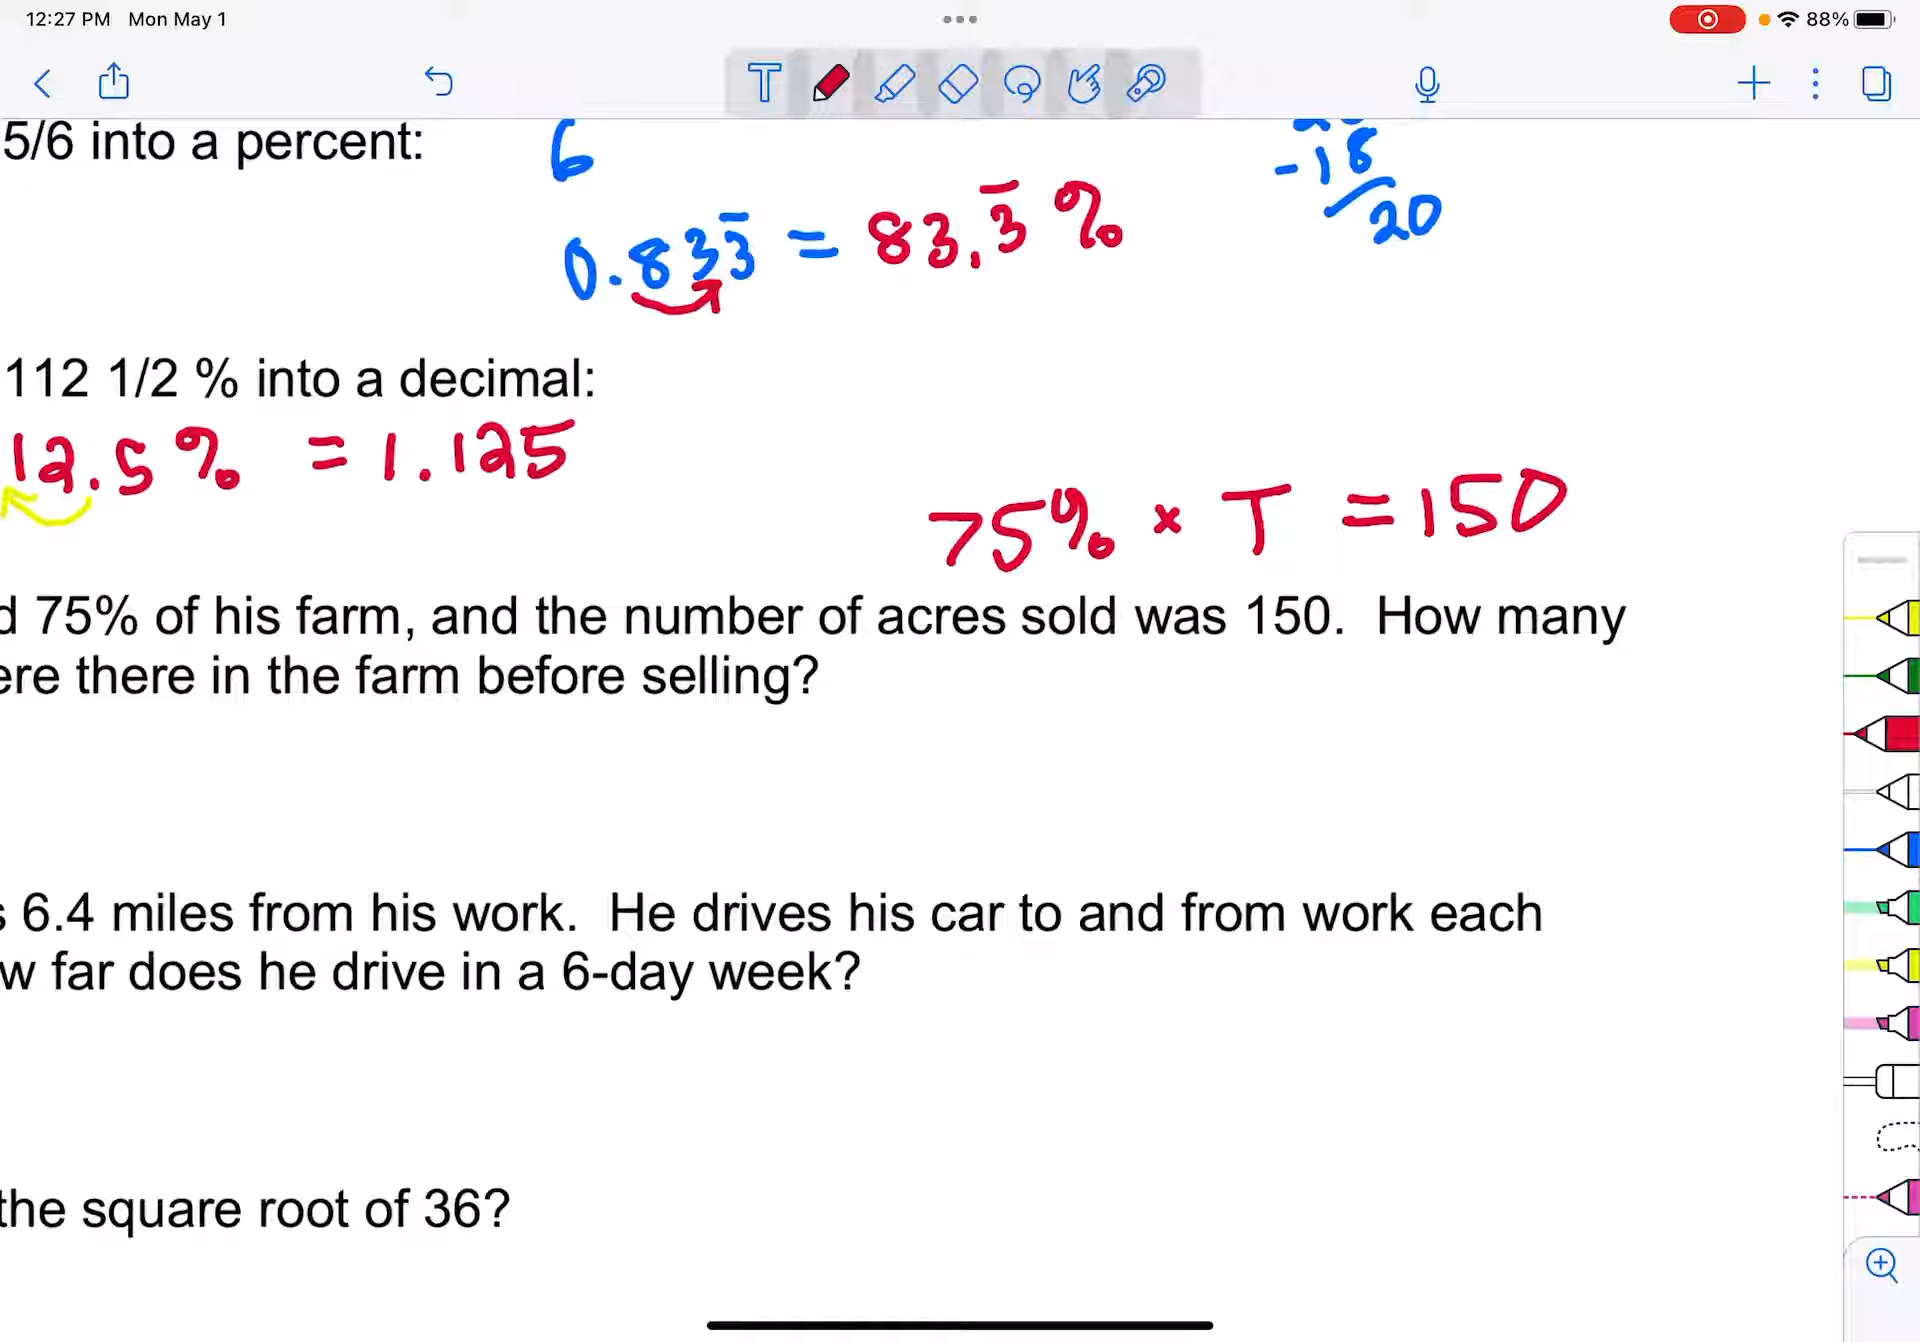 12:27 PM Mon May 1
88%
5/6 into a percent:
6
-18
20
0.833̅ = 83.3̅ %
112 1/2 % into a decimal:
12.5% = 1.125
75% × T = 150
d 75% of his farm, and the number of acres sold was 150. How many
ere there in the farm before selling?
s 6.4 miles from his work. He drives his car to and from work each
w far does he drive in a 6-day week?
the square root of 36?